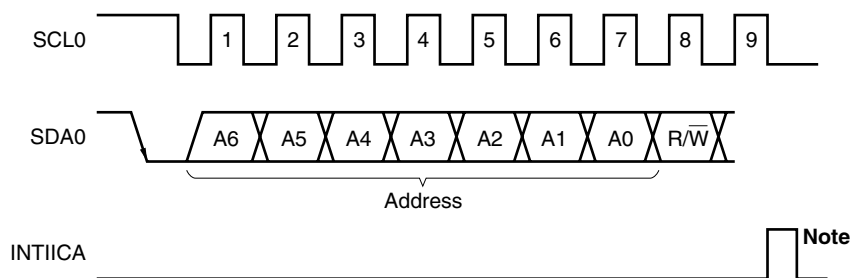 SCL0
1 2 3 4 5 6 7 8 9
SDA0
A6 A5 A4 A3 A2 A1 A0 R/W̅
Address
INTIICA
Note